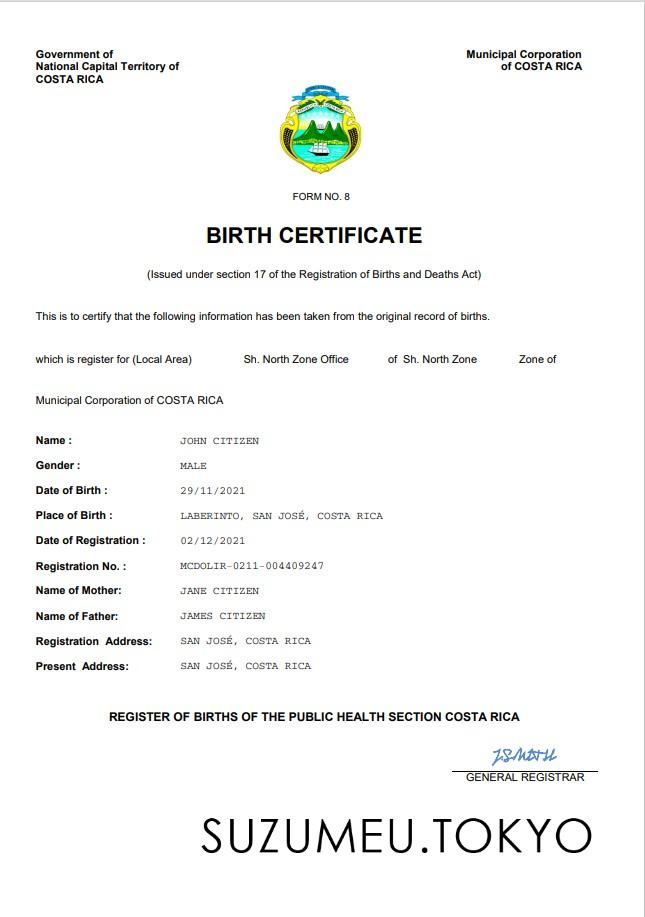 Government of
National Capital Territory of
COSTA RICA
Municipal Corporation
of COSTA RICA
FORM NO. 8
BIRTH CERTIFICATE
(Issued under section 17 of the Registration of Births and Deaths Act)
This is to certify that the following information has been taken from the original record of births.
which is register for (Local Area) Sh. North Zone Office of Sh. North Zone Zone of
Municipal Corporation of COSTA RICA
Name : JOHN CITIZEN
Gender : MALE
Date of Birth : 29/11/2021
Place of Birth : LABERINTO, SAN JOSÉ, COSTA RICA
Date of Registration : 02/12/2021
Registration No. : MCDOLIR-0211-004409247
Name of Mother: JANE CITIZEN
Name of Father: JAMES CITIZEN
Registration Address: SAN JOSÉ, COSTA RICA
Present Address: SAN JOSÉ, COSTA RICA
REGISTER OF BIRTHS OF THE PUBLIC HEALTH SECTION COSTA RICA
GENERAL REGISTRAR
SUZUMEU.TOKYO